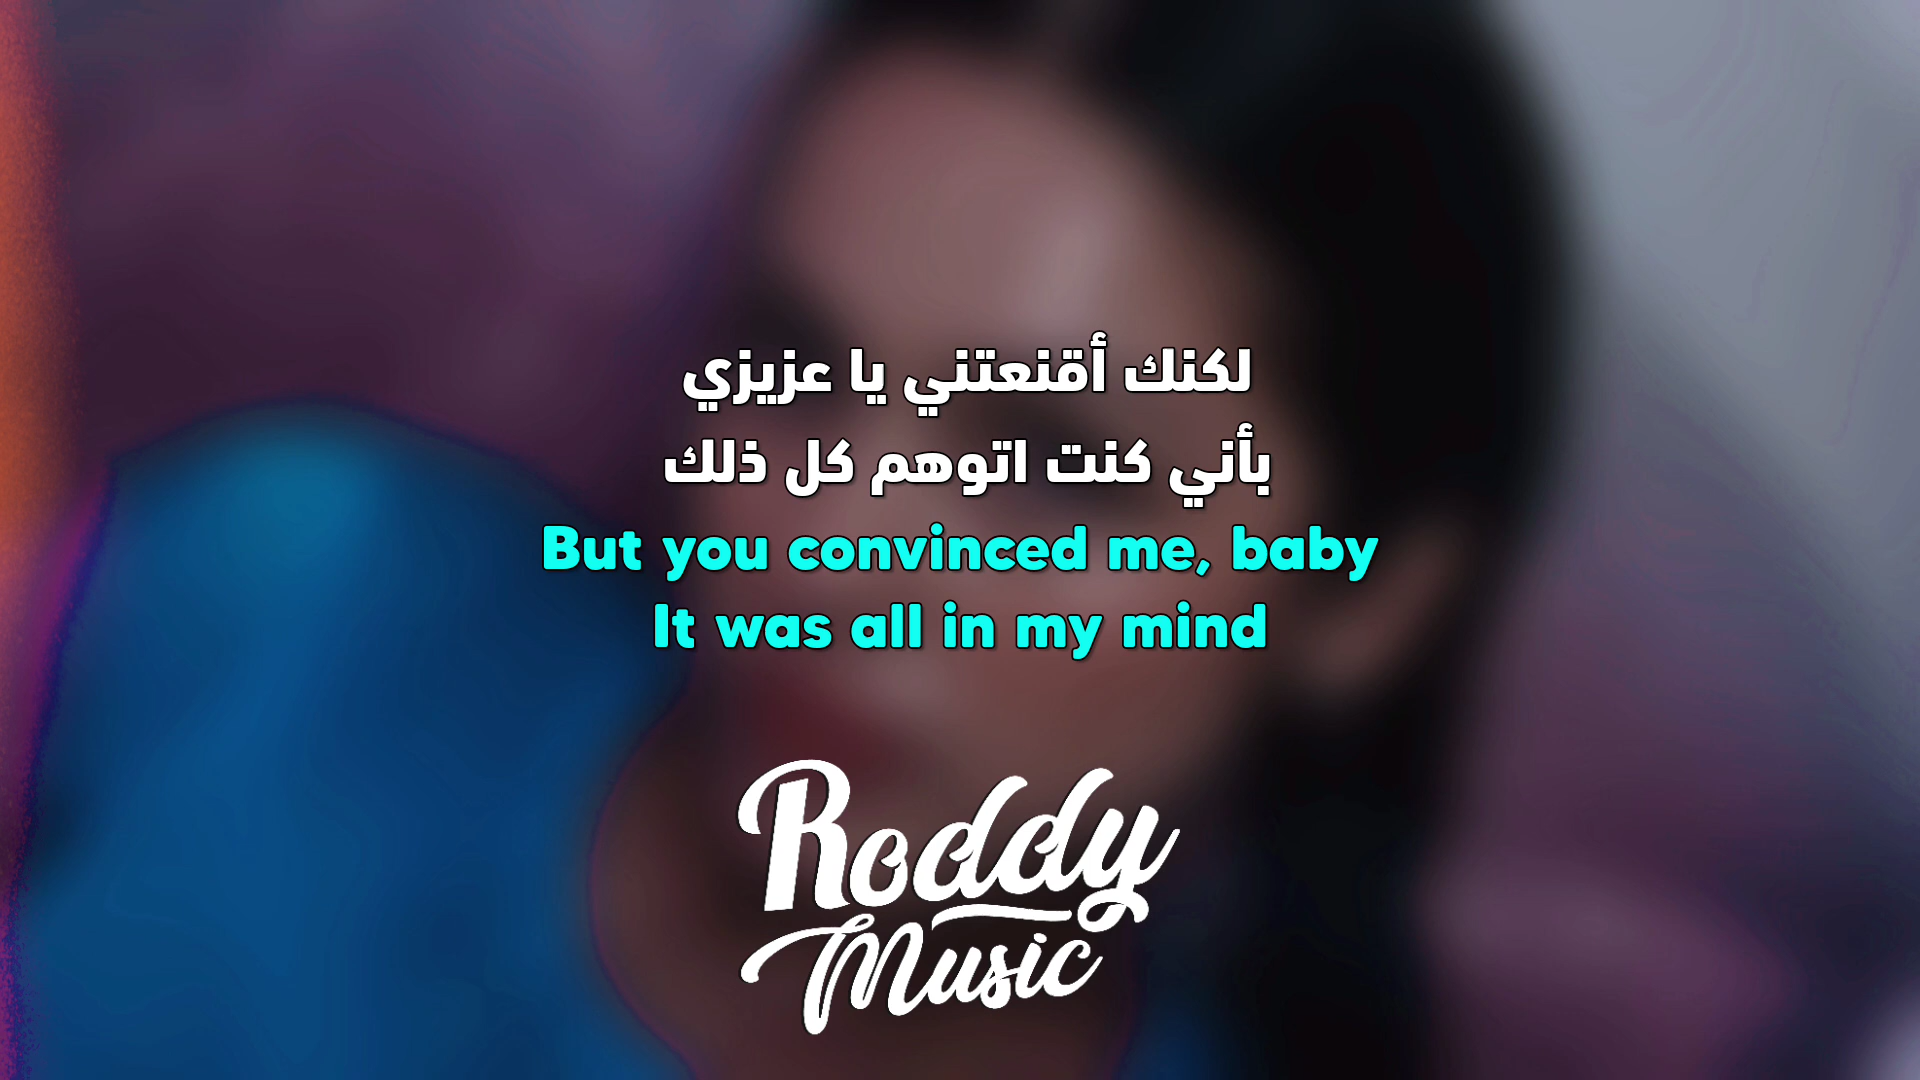 لكنك أقنعتني يا عزيزي
بأني كنت اتوهم كل ذلك
But you convinced me, baby
It was all in my mind
Roddy
Music